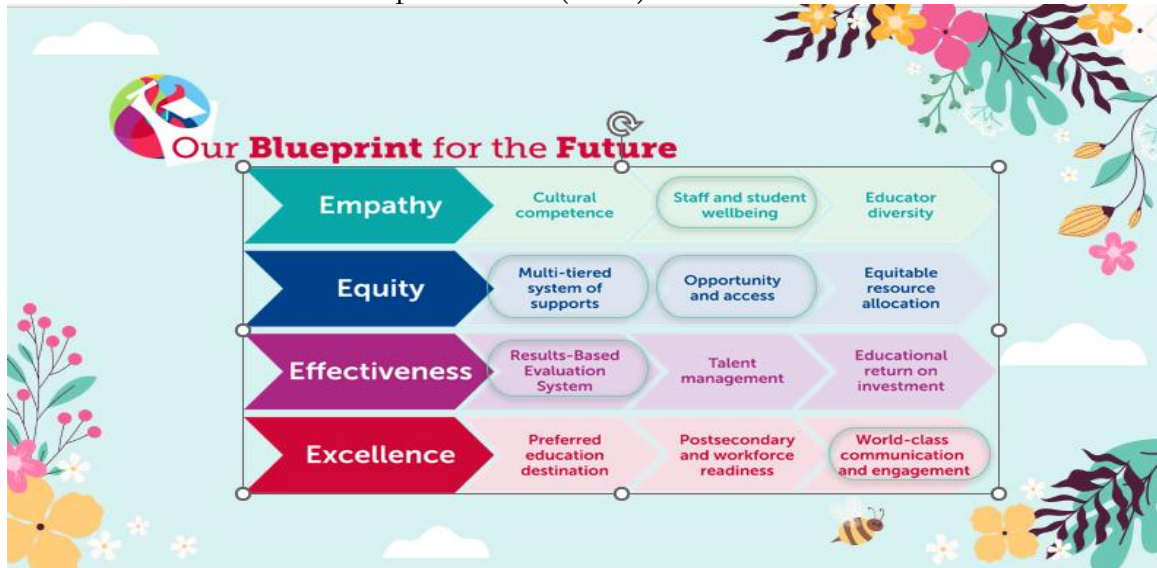 Our Blueprint for the Future
Empathy
Cultural
competence
Staff and student
wellbeing
Educator
diversity
Equity
Multi-tiered
system of
supports
Opportunity
and access
Equitable
resource
allocation
Effectiveness
Results-Based
Evaluation
System
Talent
management
Educational
return on
investment
Excellence
Preferred
education
destination
Postsecondary
and workforce
readiness
World-class
communication
and engagement